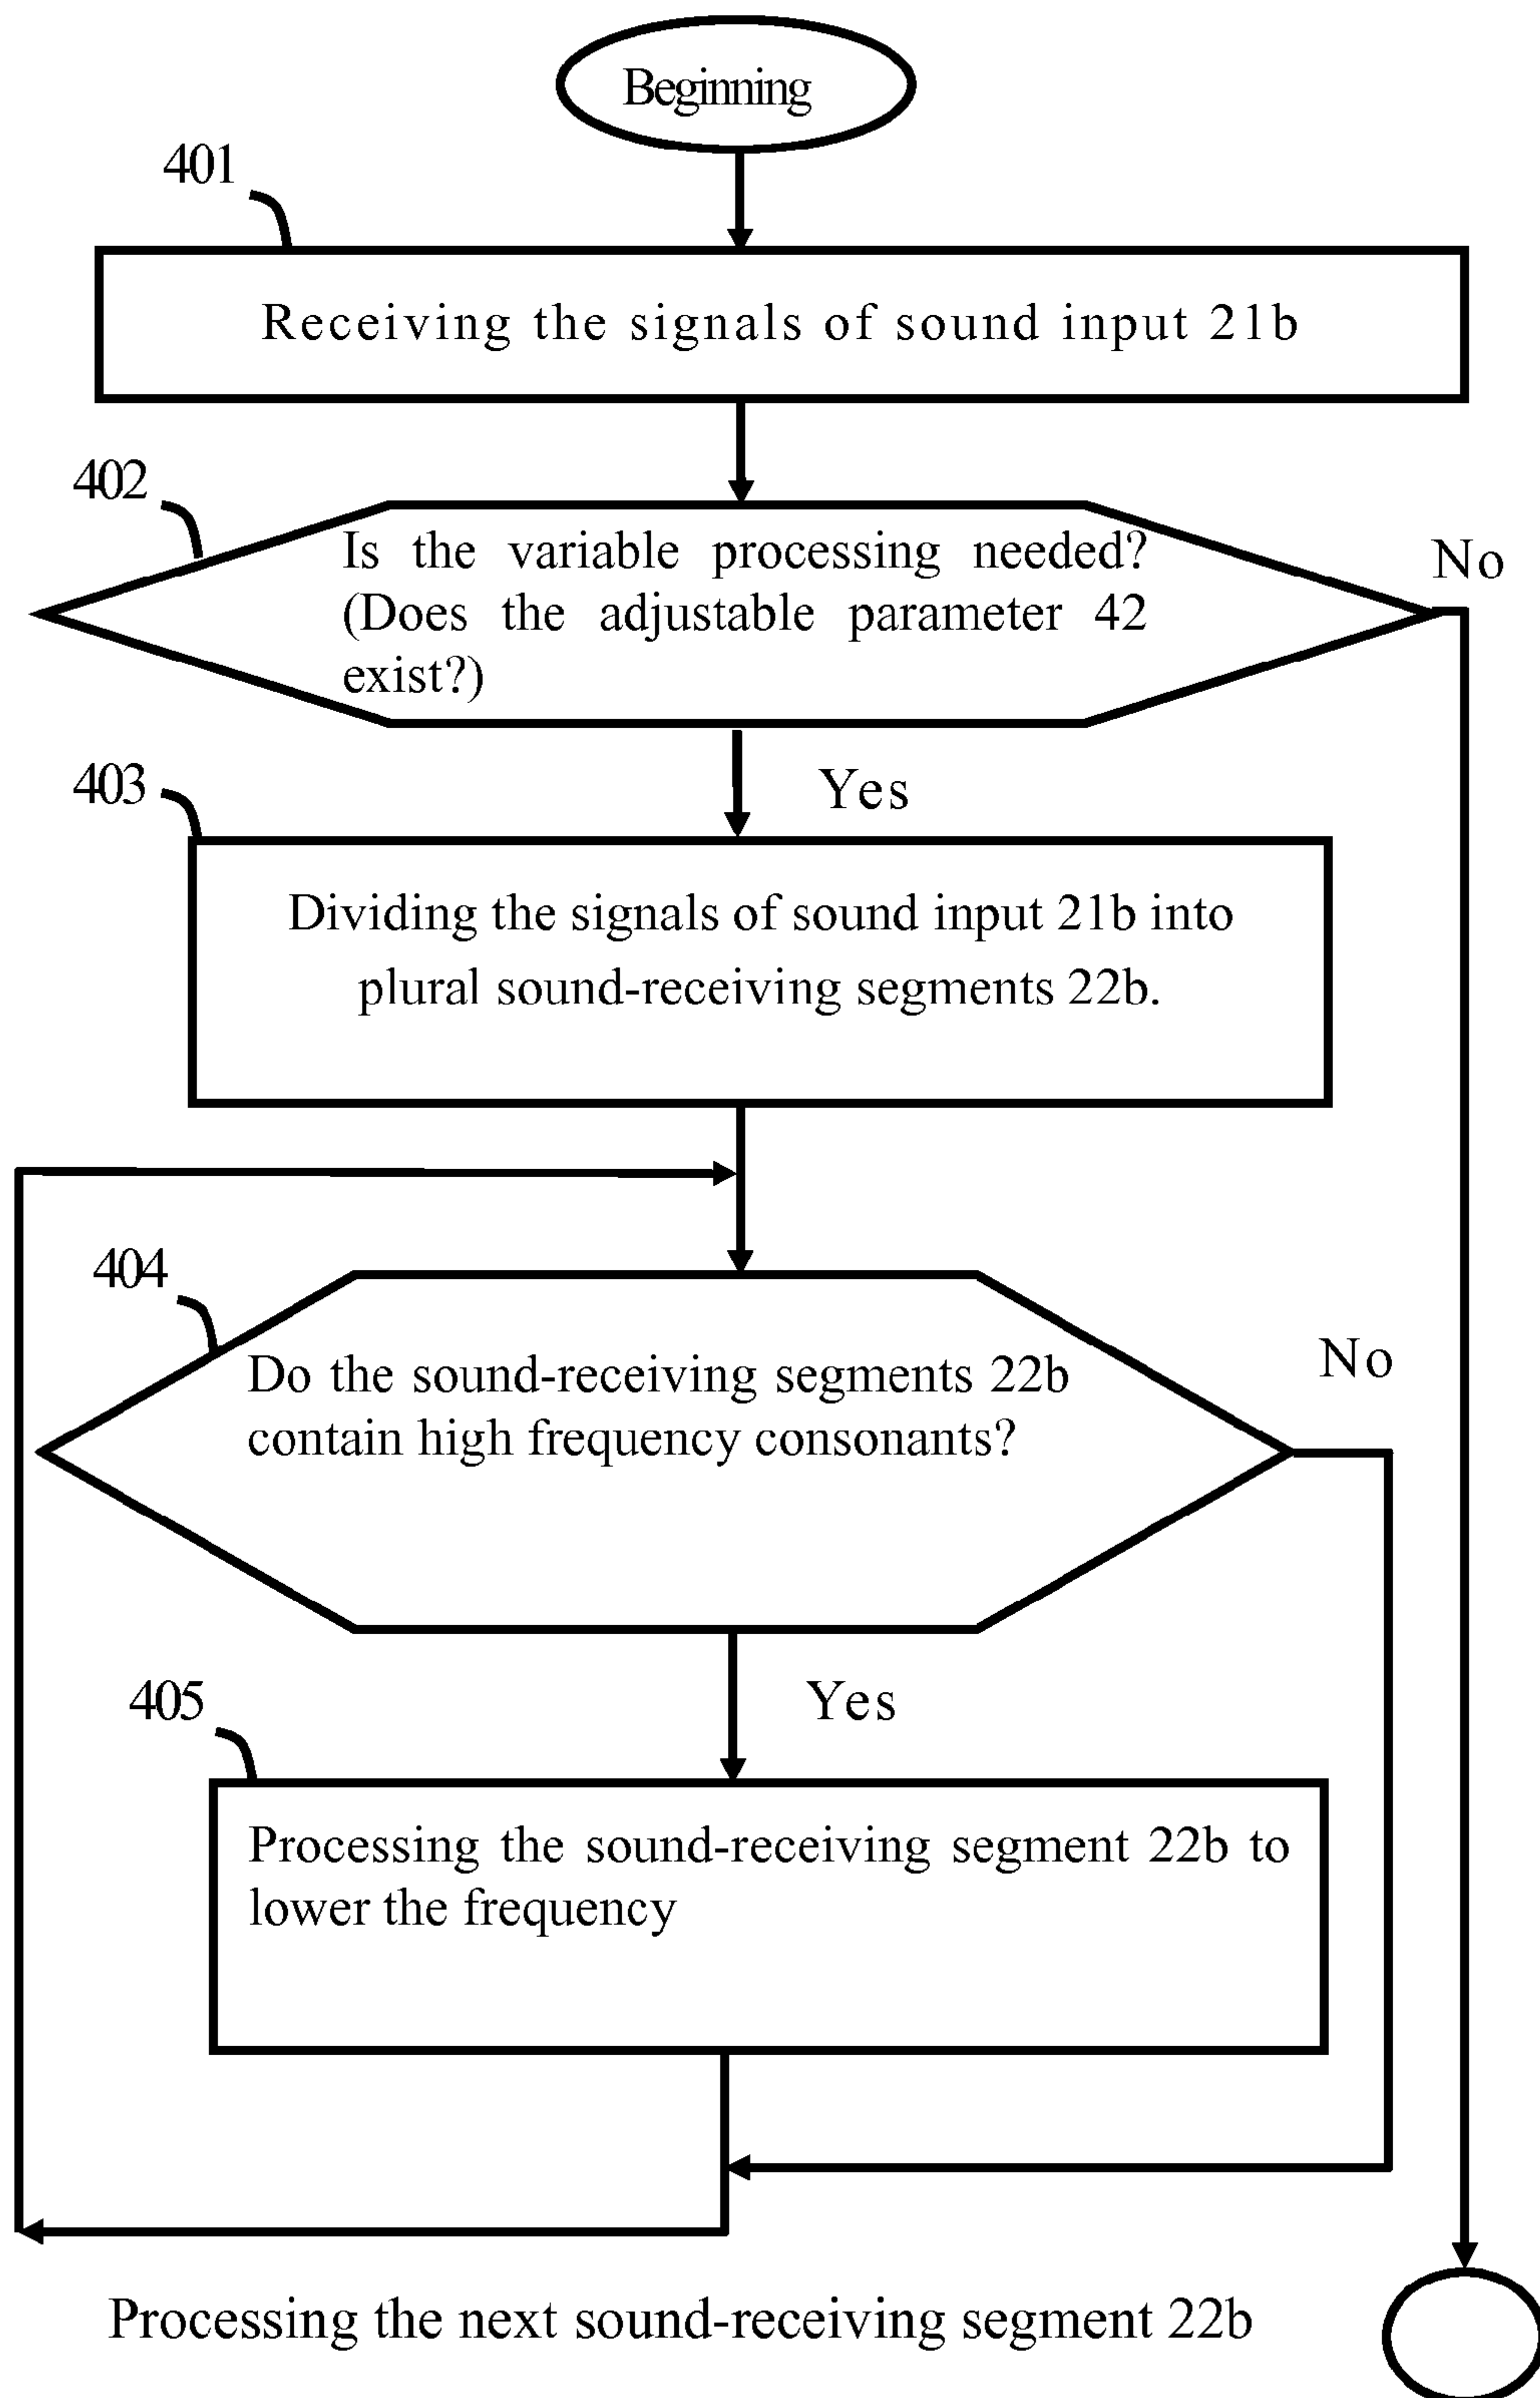 Beginning
401
Receiving the signals of sound input 21b
402
Is the variable processing needed?
(Does the adjustable parameter 42
exist?)
No
Yes
403
Dividing the signals of sound input 21b into
plural sound-receiving segments 22b.
404
Do the sound-receiving segments 22b
contain high frequency consonants?
No
Yes
405
Processing the sound-receiving segment 22b to
lower the frequency
Processing the next sound-receiving segment 22b